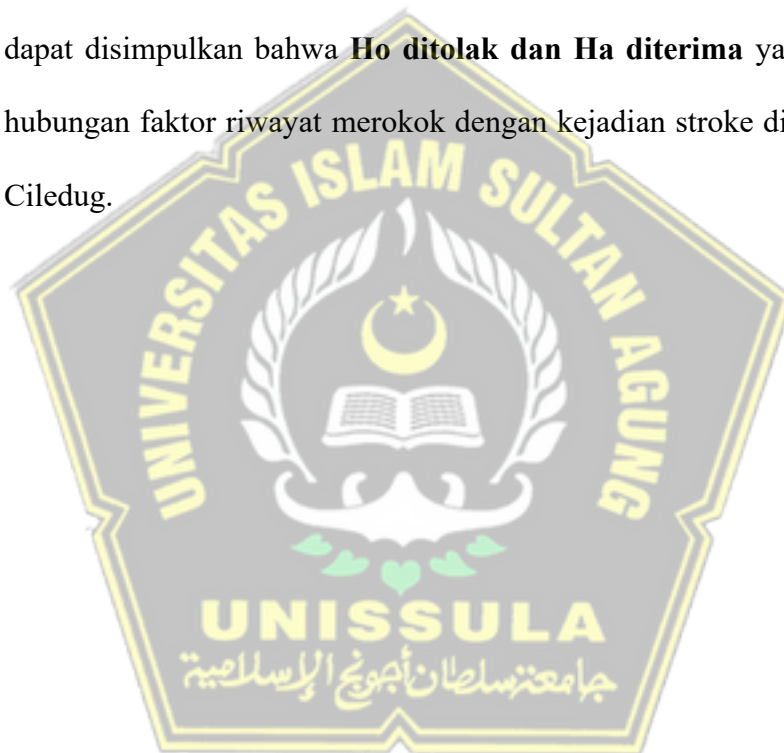 dapat disimpulkan bahwa Ho ditolak dan Ha diterima ya
hubungan faktor riwayat merokok dengan kejadian stroke di
Ciledug.
UNIVERSITAS ISLAM SULTAN AGUNG
UNISSULA
جامعة سلطان أجونج الإسلامية